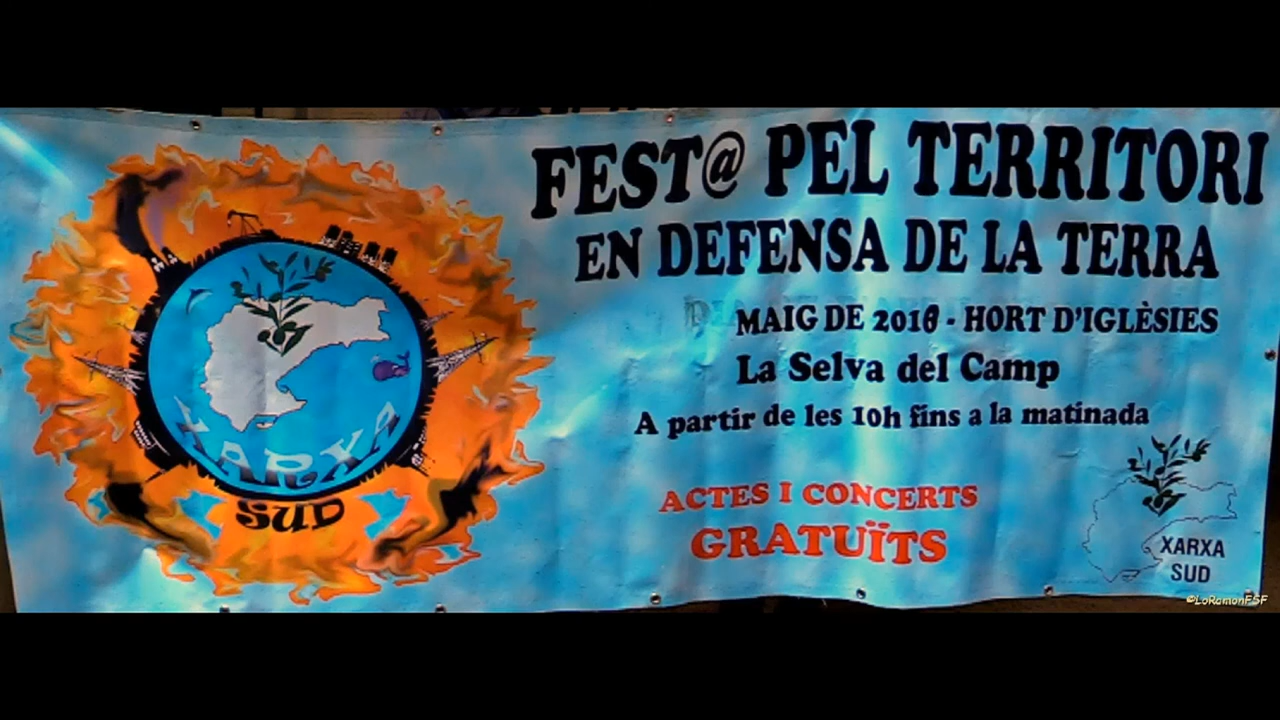 FEST@ PEL TERRITORI
EN DEFENSA DE LA TERRA
MAIG DE 2018 - HORT D'IGLÈSIES
La Selva del Camp
A partir de les 10h fins a la matinada
ACTES I CONCERTS
GRATUÏTS
XARXA
SUD
XARXA
SUD
©LoRamonFSF